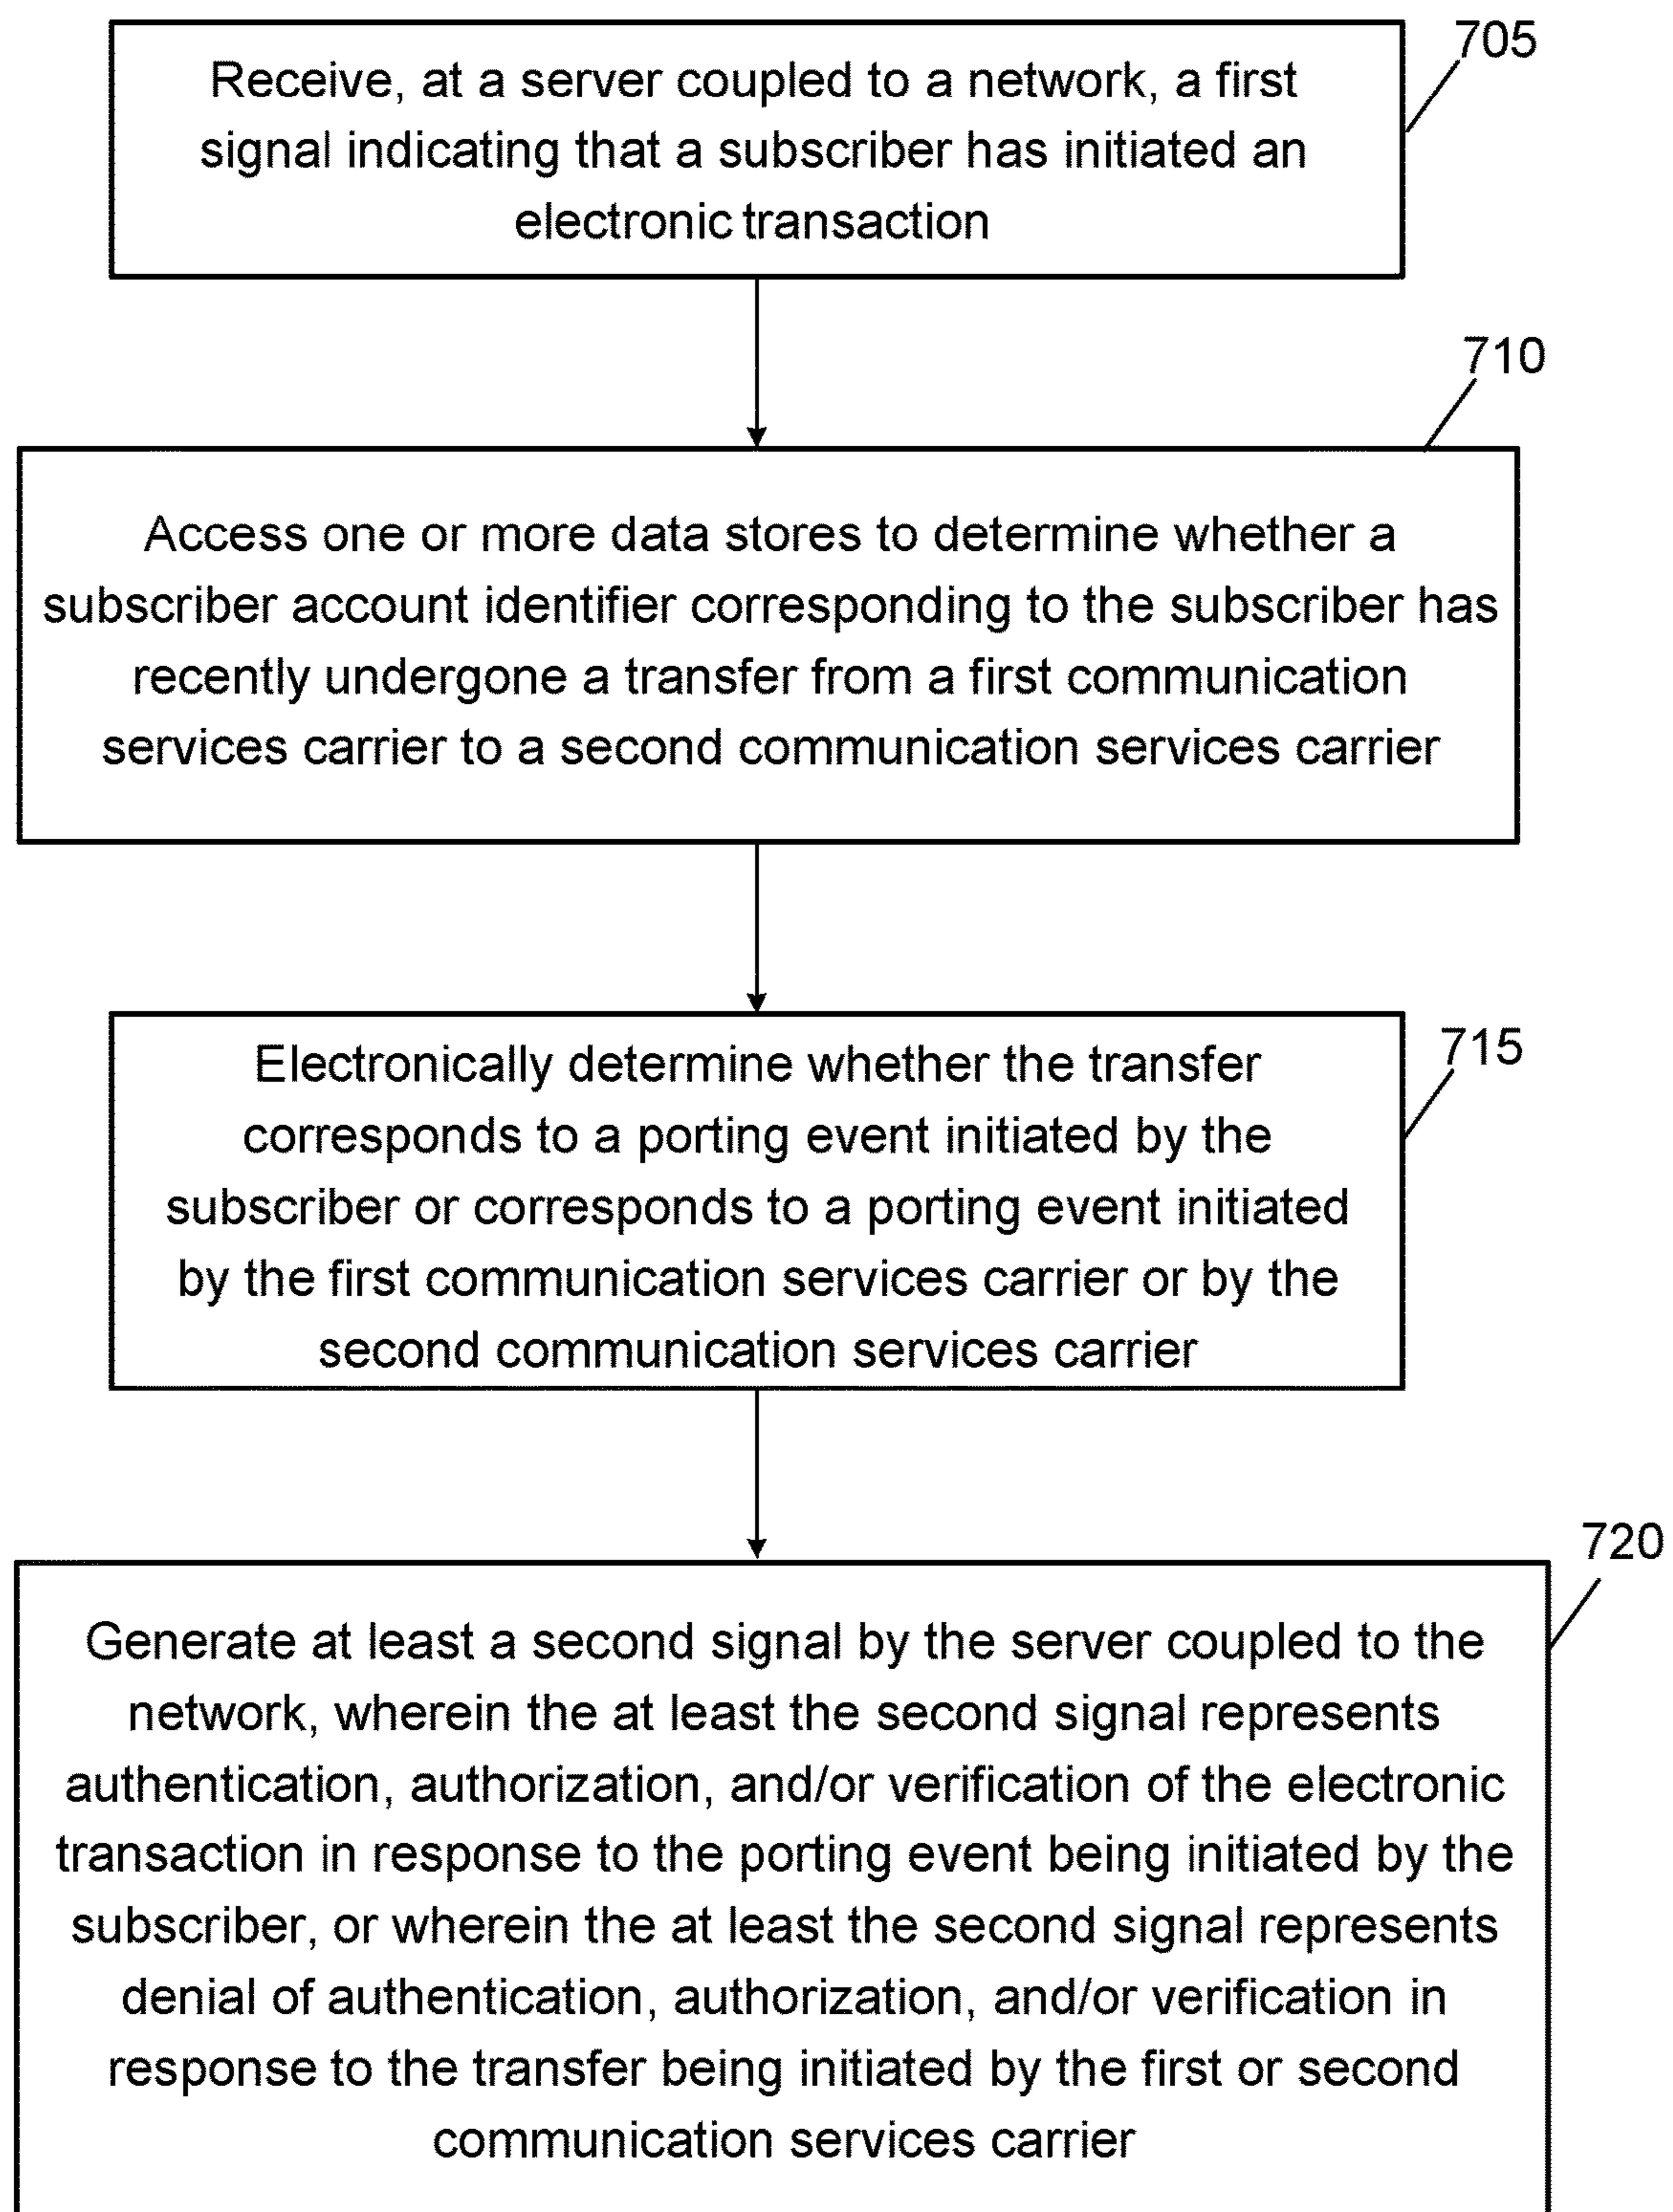 705
Receive, at a server coupled to a network, a first
signal indicating that a subscriber has initiated an
electronic transaction
710
Access one or more data stores to determine whether a
subscriber account identifier corresponding to the subscriber has
recently undergone a transfer from a first communication
services carrier to a second communication services carrier
715
Electronically determine whether the transfer
corresponds to a porting event initiated by the
subscriber or corresponds to a porting event initiated
by the first communication services carrier or by the
second communication services carrier
720
Generate at least a second signal by the server coupled to the
network, wherein the at least the second signal represents
authentication, authorization, and/or verification of the electronic
transaction in response to the porting event being initiated by the
subscriber, or wherein the at least the second signal represents
denial of authentication, authorization, and/or verification in
response to the transfer being initiated by the first or second
communication services carrier